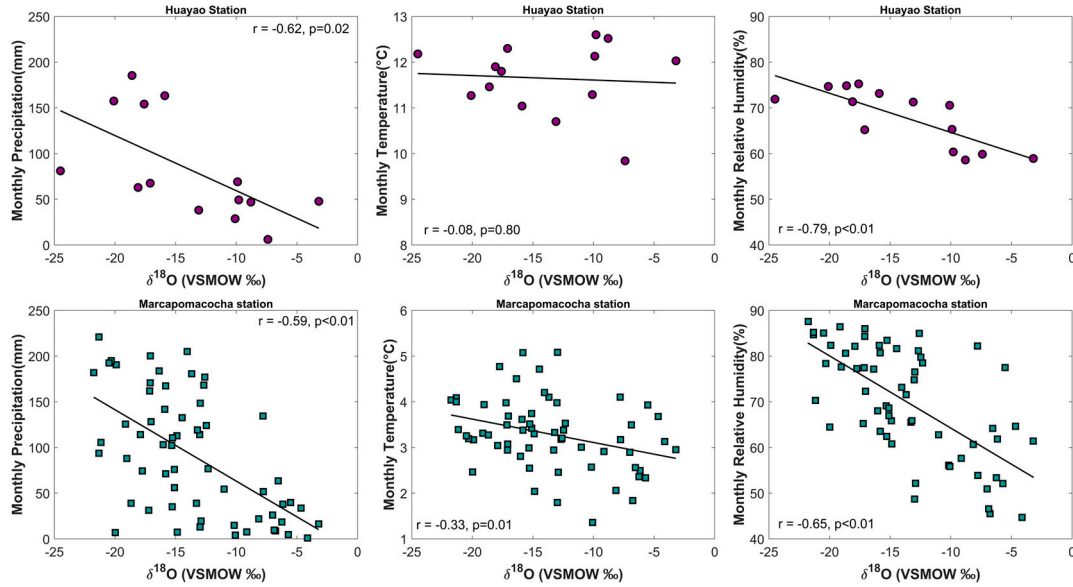 Huayao Station
Huayao Station
Huayao Station
250
200
150
100
50
0
Monthly Precipitation(mm)
r = -0.62, p=0.02
-25 -20 -15 -10 -5 0
δ18O (VSMOW ‰)
13
12
11
10
9
8
Monthly Temperature(°C)
r = -0.08, p=0.80
-25 -20 -15 -10 -5 0
δ18O (VSMOW ‰)
90
80
70
60
50
40
Monthly Relative Humidity(%)
r = -0.79, p<0.01
-25 -20 -15 -10 -5 0
δ18O (VSMOW ‰)
Marcapomacocha station
Marcapomacocha station
Marcapomacocha station
250
200
150
100
50
0
Monthly Precipitation(mm)
r = -0.59, p<0.01
-25 -20 -15 -10 -5 0
δ18O (VSMOW ‰)
6
5
4
3
2
1
Monthly Temperature(°C)
r = -0.33, p=0.01
-25 -20 -15 -10 -5 0
δ18O (VSMOW ‰)
90
80
70
60
50
40
Monthly Relative Humidity(%)
r = -0.65, p<0.01
-25 -20 -15 -10 -5 0
δ18O (VSMOW ‰)